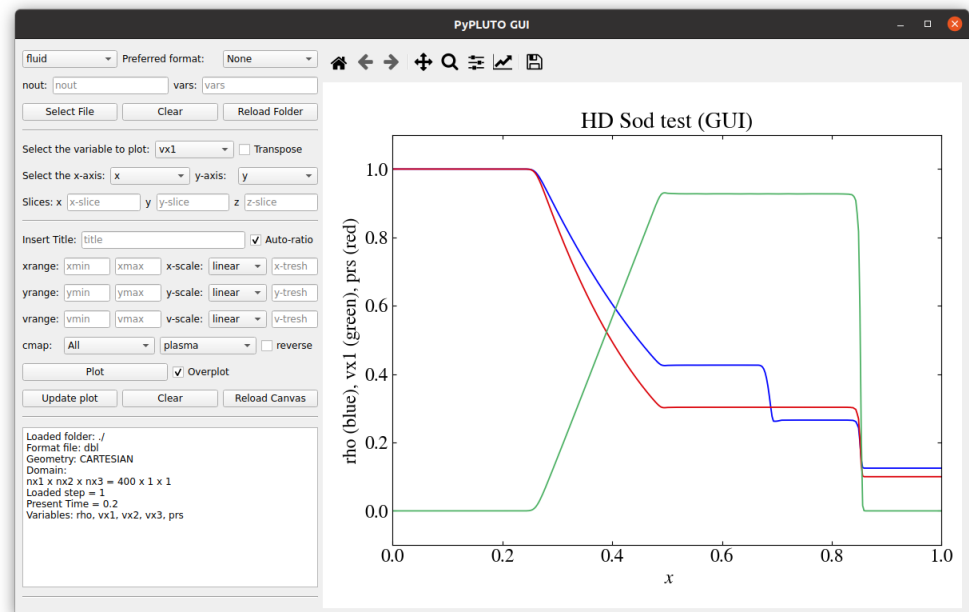 PyPLUTO GUI
fluid Preferred format: None
nout: nout vars: vars
Select File Clear Reload Folder
Select the variable to plot: vx1 Transpose
Select the x-axis: x y-axis: y
Slices: x x-slice y y-slice z z-slice
Insert Title: title Auto-ratio
xrange: xmin xmax x-scale: linear x-tresh
yrange: ymin ymax y-scale: linear y-tresh
vrange: vmin vmax v-scale: linear v-tresh
cmap: All plasma reverse
Plot Overplot
Update plot Clear Reload Canvas
Loaded folder: ./
Format file: dbl
Geometry: CARTESIAN
Domain:
nx1 x nx2 x nx3 = 400 x 1 x 1
Loaded step = 1
Present Time = 0.2
Variables: rho, vx1, vx2, vx3, prs
HD Sod test (GUI)
rho (blue), vx1 (green), prs (red)
1.0
0.8
0.6
0.4
0.2
0.0
0.0 0.2 0.4 0.6 0.8 1.0
x